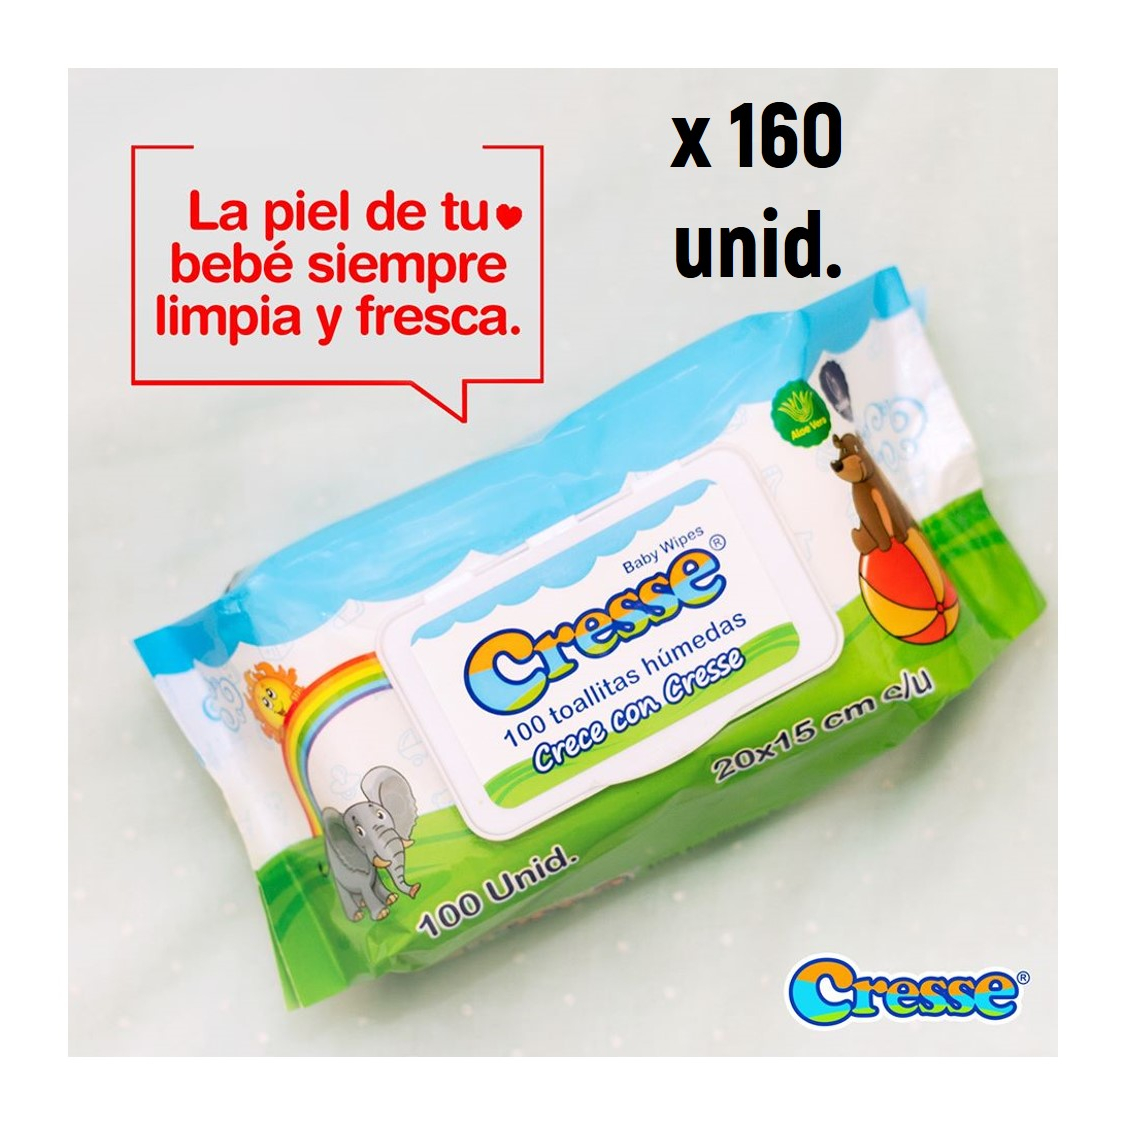 x 160
unid.
La piel de tu
bebé siempre
limpia y fresca.
Aloe Vera
Baby Wipes
Cresse®
100 toallitas húmedas
Crece con Cresse
20x15 cm c/u
100 Unid.
Cresse®